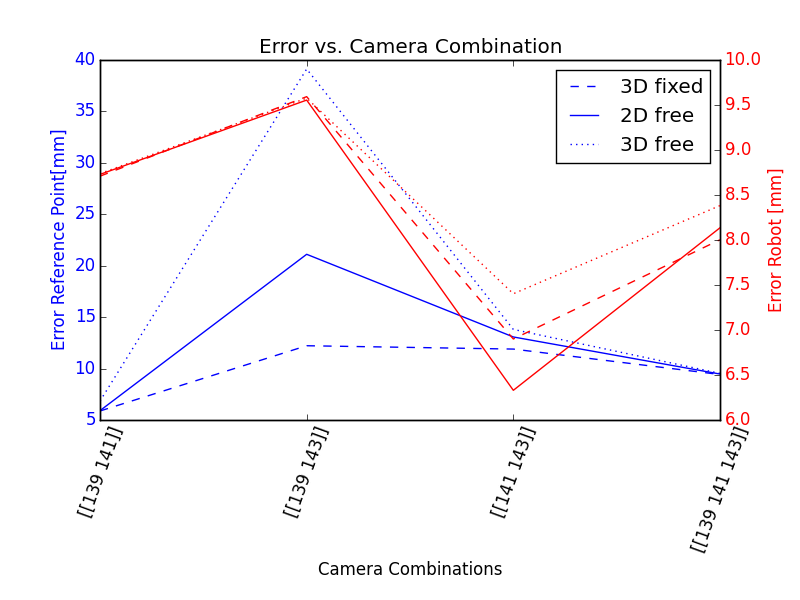 Error vs. Camera Combination
40
35
30
25
20
15
10
5
Error Reference Point[mm]
10.0
9.5
9.0
8.5
8.0
7.5
7.0
6.5
6.0
Error Robot [mm]
3D fixed
2D free
3D free
[[139 141]]
[[139 143]]
[[141 143]]
[[139 141 143]]
Camera Combinations